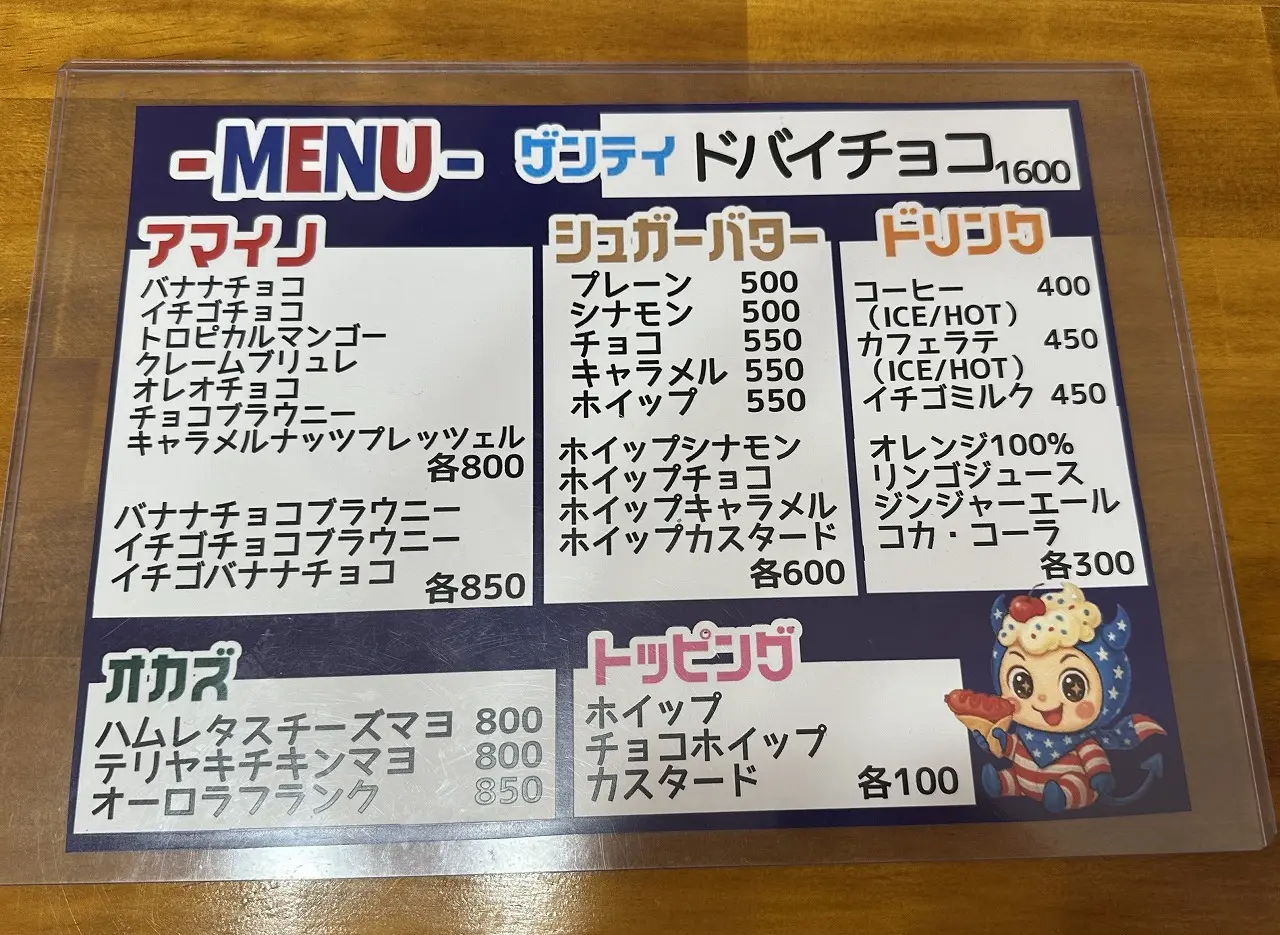 -MENU-
ゲンティ ドバイチョコ 1600
アマイノ
バナナチョコ
イチゴチョコ
トロピカルマンゴー
クレームブリュレ
オレオチョコ
チョコブラウニー
キャラメルナッツプレッツェル
各800
バナナチョコブラウニー
イチゴチョコブラウニー
イチゴバナナチョコ
各850
シュガーバター
プレーン 500
シナモン 500
チョコ 550
キャラメル 550
ホイップ 550
ホイップシナモン
ホイップチョコ
ホイップキャラメル
ホイップカスタード
各600
ドリンク
コーヒー 400
(ICE/HOT)
カフェラテ 450
(ICE/HOT)
イチゴミルク 450
オレンジ100%
リンゴジュース
ジンジャーエール
コカ・コーラ
各300
オカズ
ハムレタスチーズマヨ 800
テリヤキチキンマヨ 800
オーロラフランク 850
トッピング
ホイップ
チョコホイップ
カスタード
各100